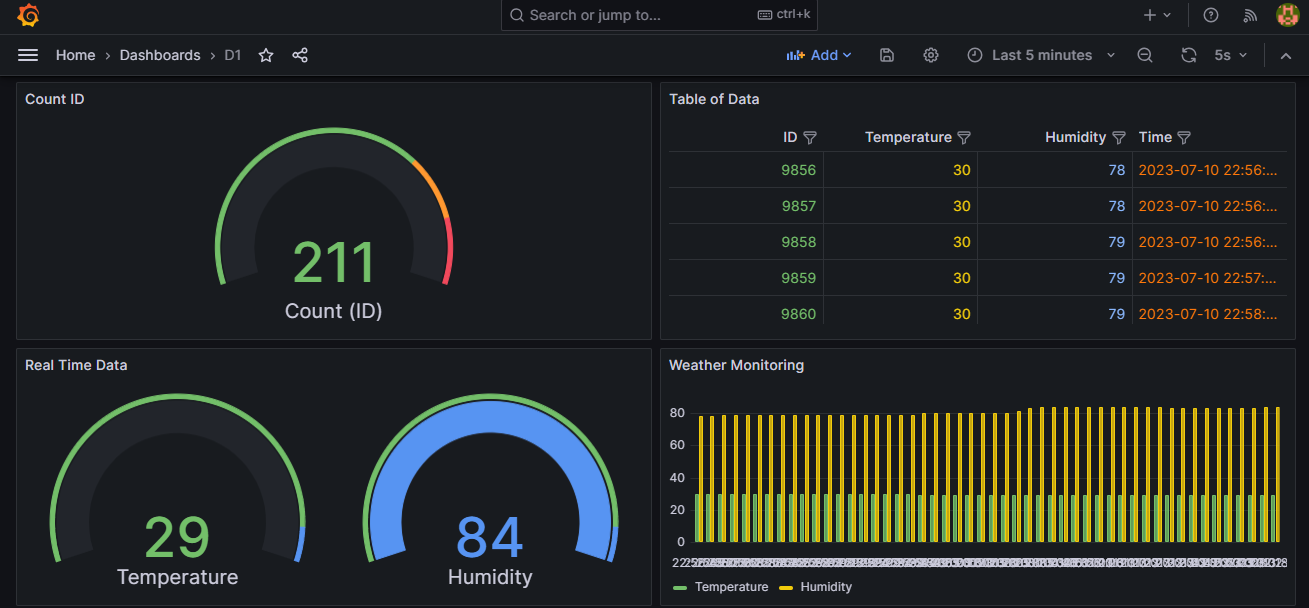 Search or jump to... ctrl+k
Home › Dashboards › D1 Add Last 5 minutes 5s
Count ID
211
Count (ID)
Table of Data
ID Temperature Humidity Time
9856 30 78 2023-07-10 22:56:...
9857 30 78 2023-07-10 22:56:...
9858 30 79 2023-07-10 22:56:...
9859 30 79 2023-07-10 22:57:...
9860 30 79 2023-07-10 22:58:...
Real Time Data
29
Temperature
84
Humidity
Weather Monitoring
80
60
40
20
0
Temperature Humidity